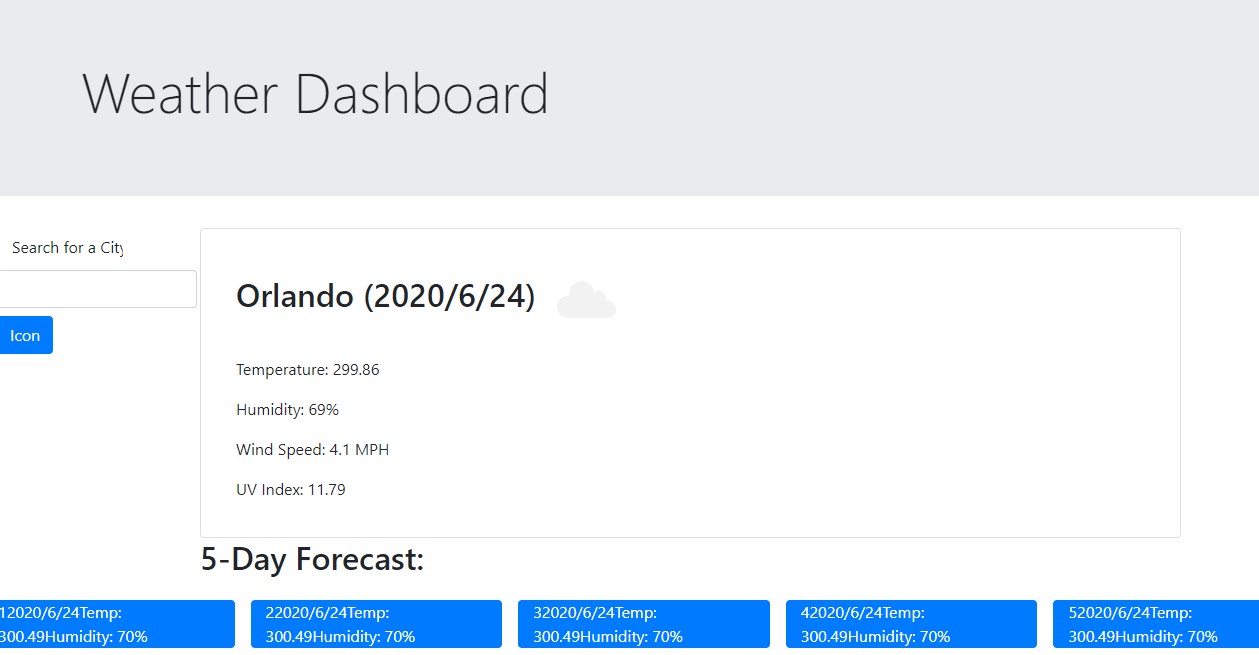 Weather Dashboard
Search for a City
Icon
Orlando (2020/6/24)
Temperature: 299.86
Humidity: 69%
Wind Speed: 4.1 MPH
UV Index: 11.79
5-Day Forecast:
12020/6/24Temp:
300.49Humidity: 70%
22020/6/24Temp:
300.49Humidity: 70%
32020/6/24Temp:
300.49Humidity: 70%
42020/6/24Temp:
300.49Humidity: 70%
52020/6/24Temp:
300.49Humidity: 70%